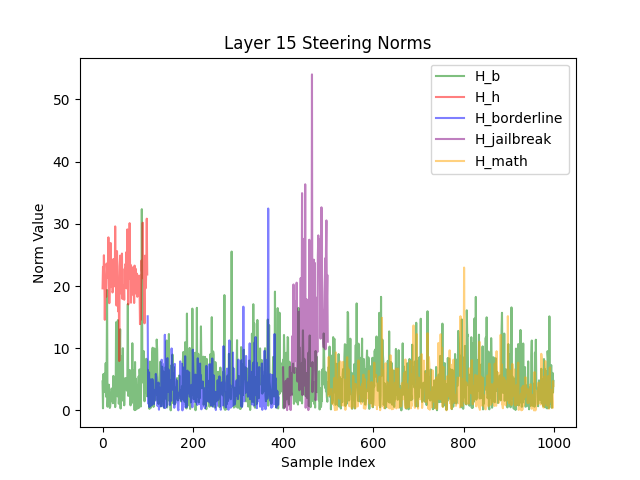 Layer 15 Steering Norms
Norm Value
50
40
30
20
10
0
H_b
H_h
H_borderline
H_jailbreak
H_math
0
200
400
600
800
1000
Sample Index